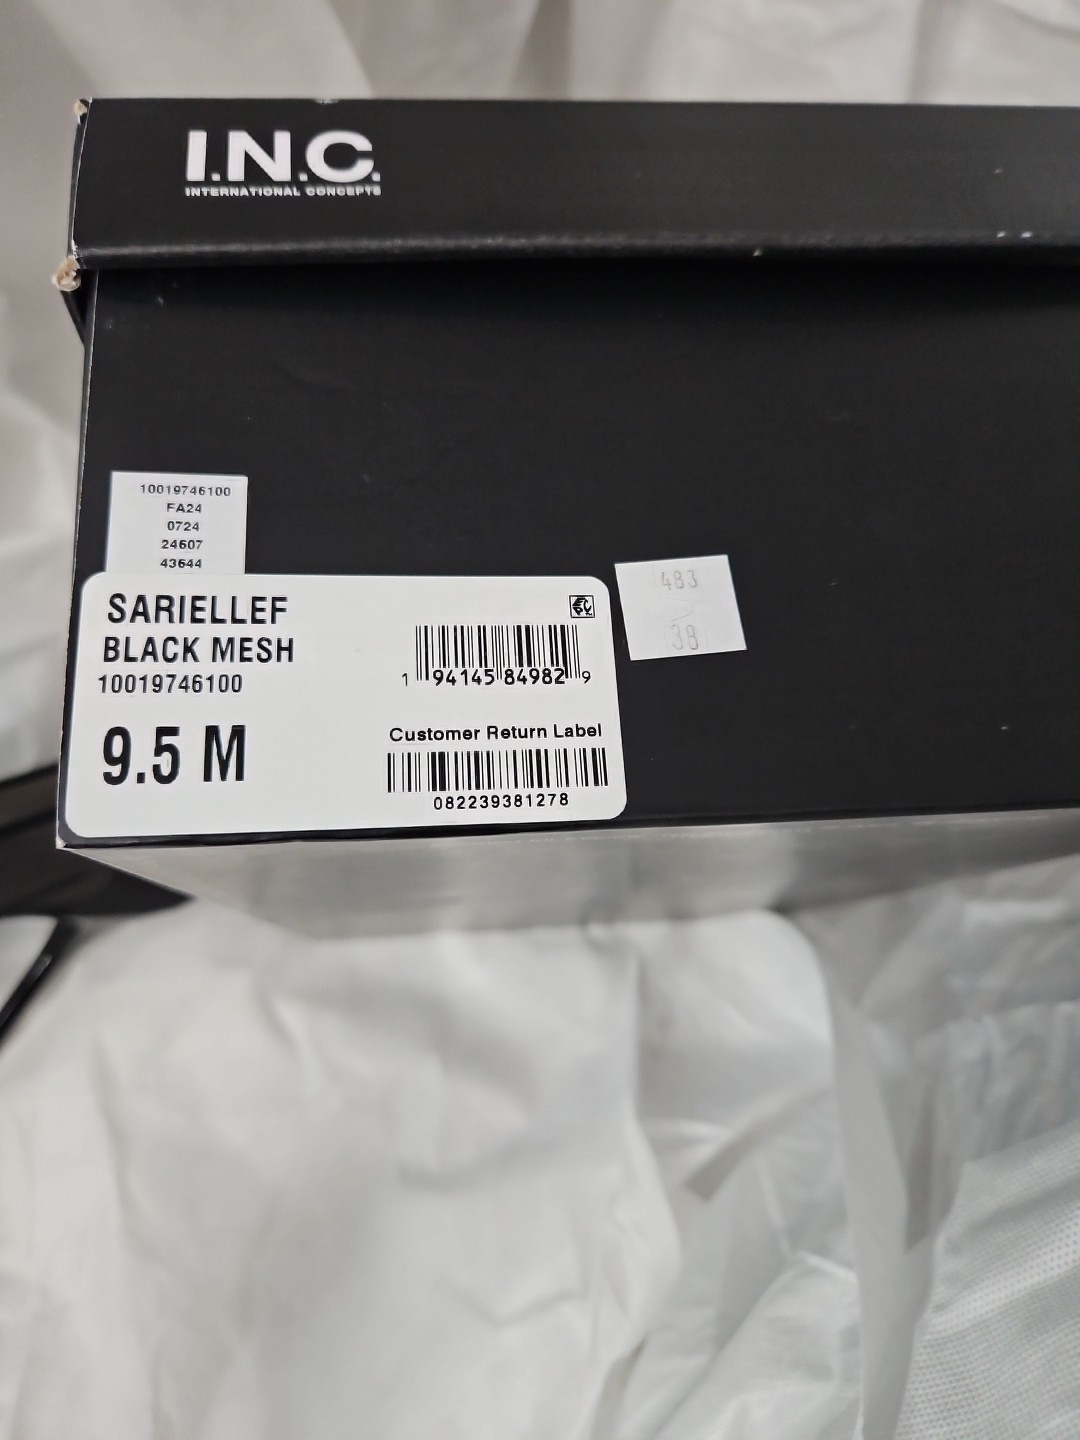 I.N.C.
INTERNATIONAL CONCEPTS
10019746100
FA24
0724
24607
43644
SARIELLEF
BLACK MESH
10019746100
9.5 M
1 94145 84982 9
Customer Return Label
082239381278
483
38